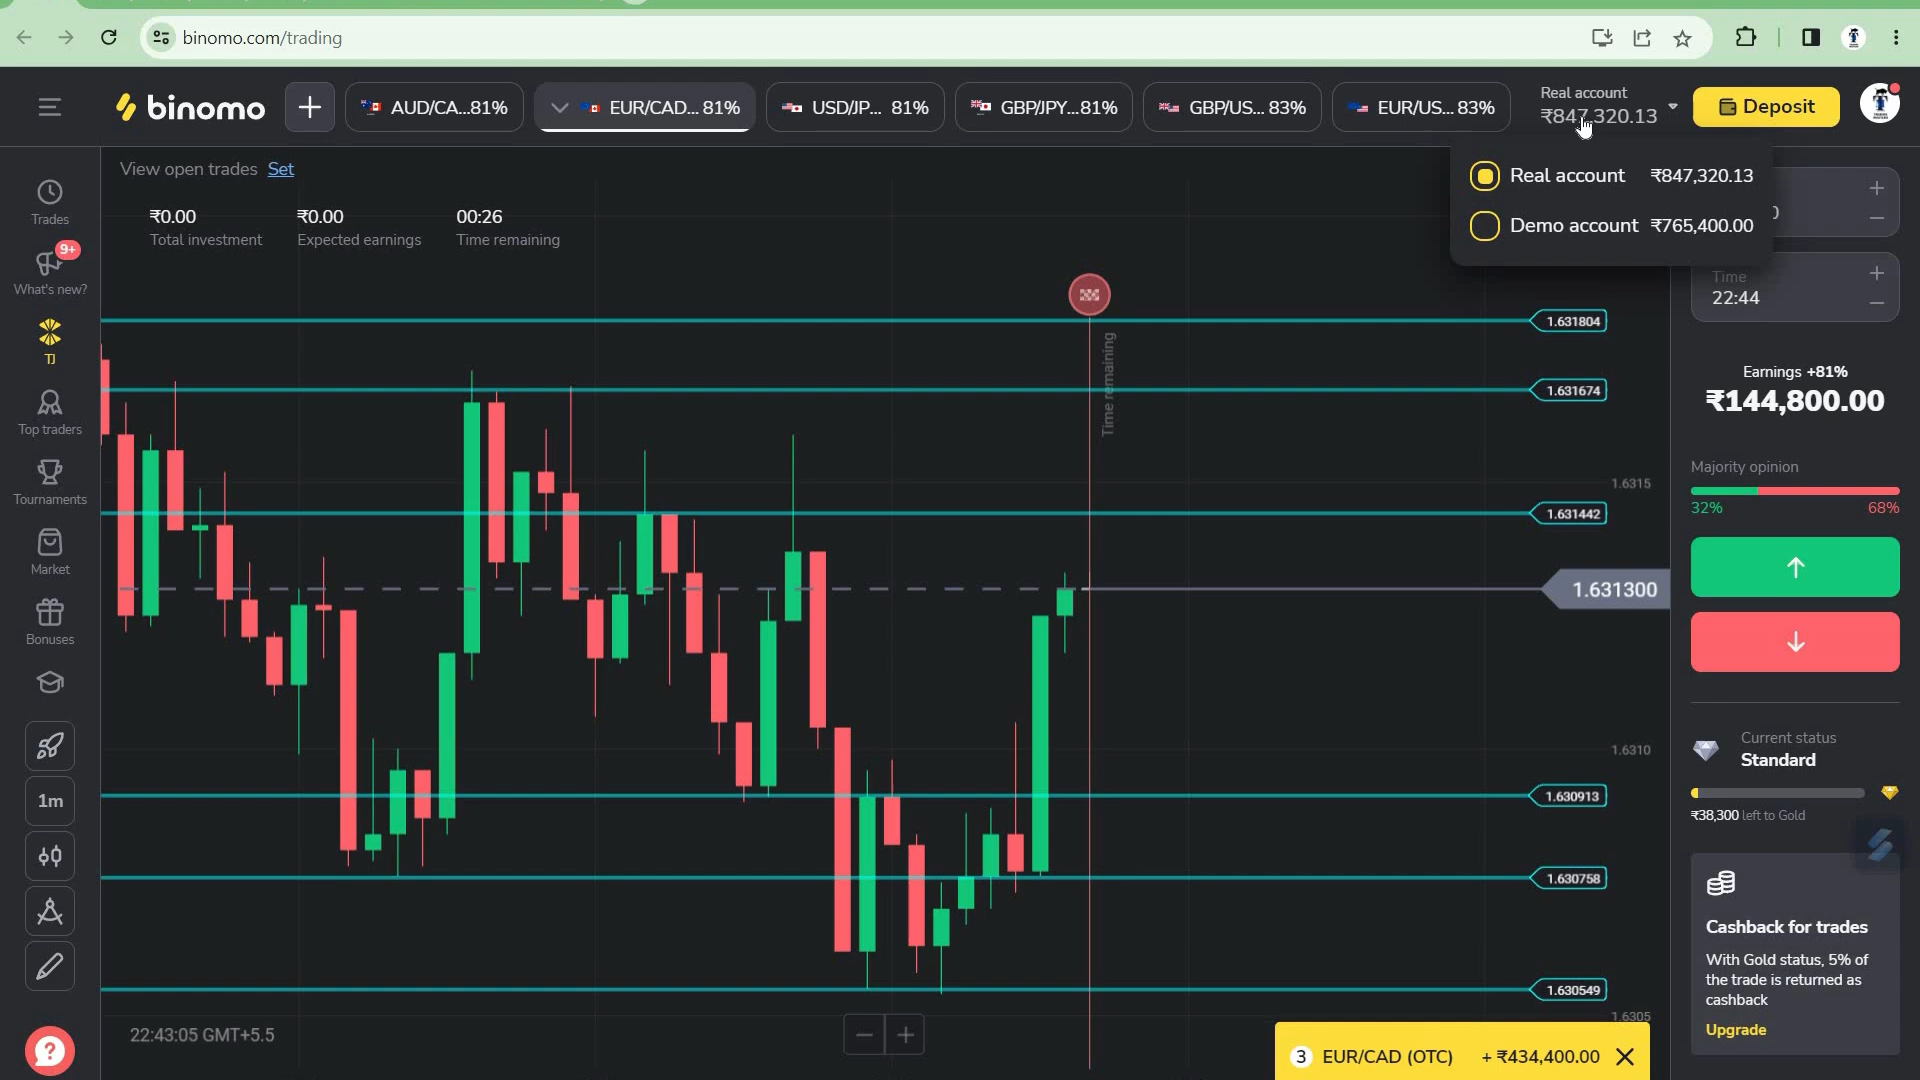 binomo.com/trading
binomo
AUD/CA...81%
EUR/CAD... 81%
USD/JP... 81%
GBP/JPY...81%
GBP/US... 83%
EUR/US... 83%
Real account
₹847,320.13
Deposit
View open trades Set
₹0.00
Total investment
₹0.00
Expected earnings
00:26
Time remaining
Real account ₹847,320.13
Demo account ₹765,400.00
Time
22:44
Trades
9+
What's new?
TJ
Top traders
Tournaments
Market
Bonuses
1m
Time remaining
1.631804
1.631674
1.6315
1.631442
1.631300
1.6310
1.630913
1.630758
1.630549
1.6305
Earnings +81%
₹144,800.00
Majority opinion
32% 68%
Current status
Standard
₹38,300 left to Gold
Cashback for trades
With Gold status, 5% of
the trade is returned as
cashback
Upgrade
22:43:05 GMT+5.5
3 EUR/CAD (OTC) + ₹434,400.00